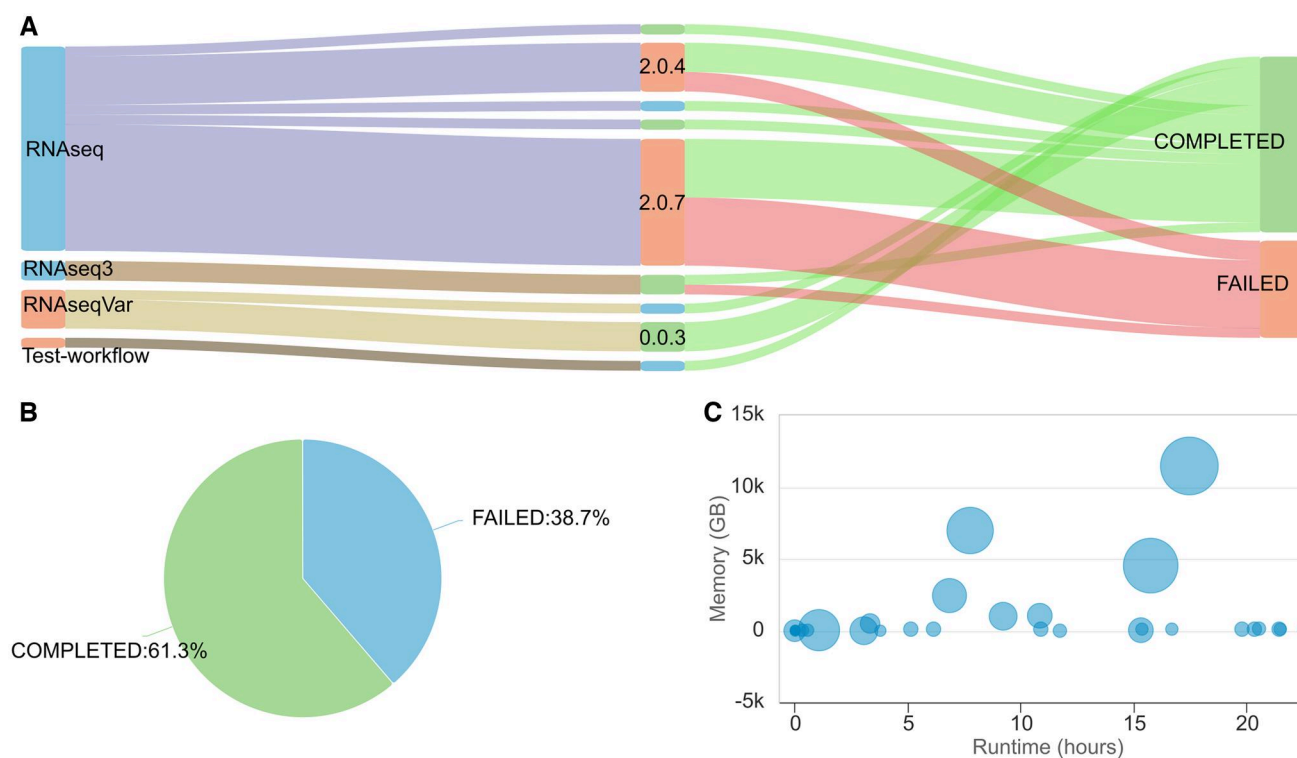 A
2.0.4
COMPLETED
RNAseq
2.0.7
RNAseq3
FAILED
RNAseqVar
0.0.3
Test-workflow
B
FAILED:38.7%
COMPLETED:61.3%
C
15k
10k
5k
0
-5k
Memory (GB)
0 5 10 15 20
Runtime (hours)